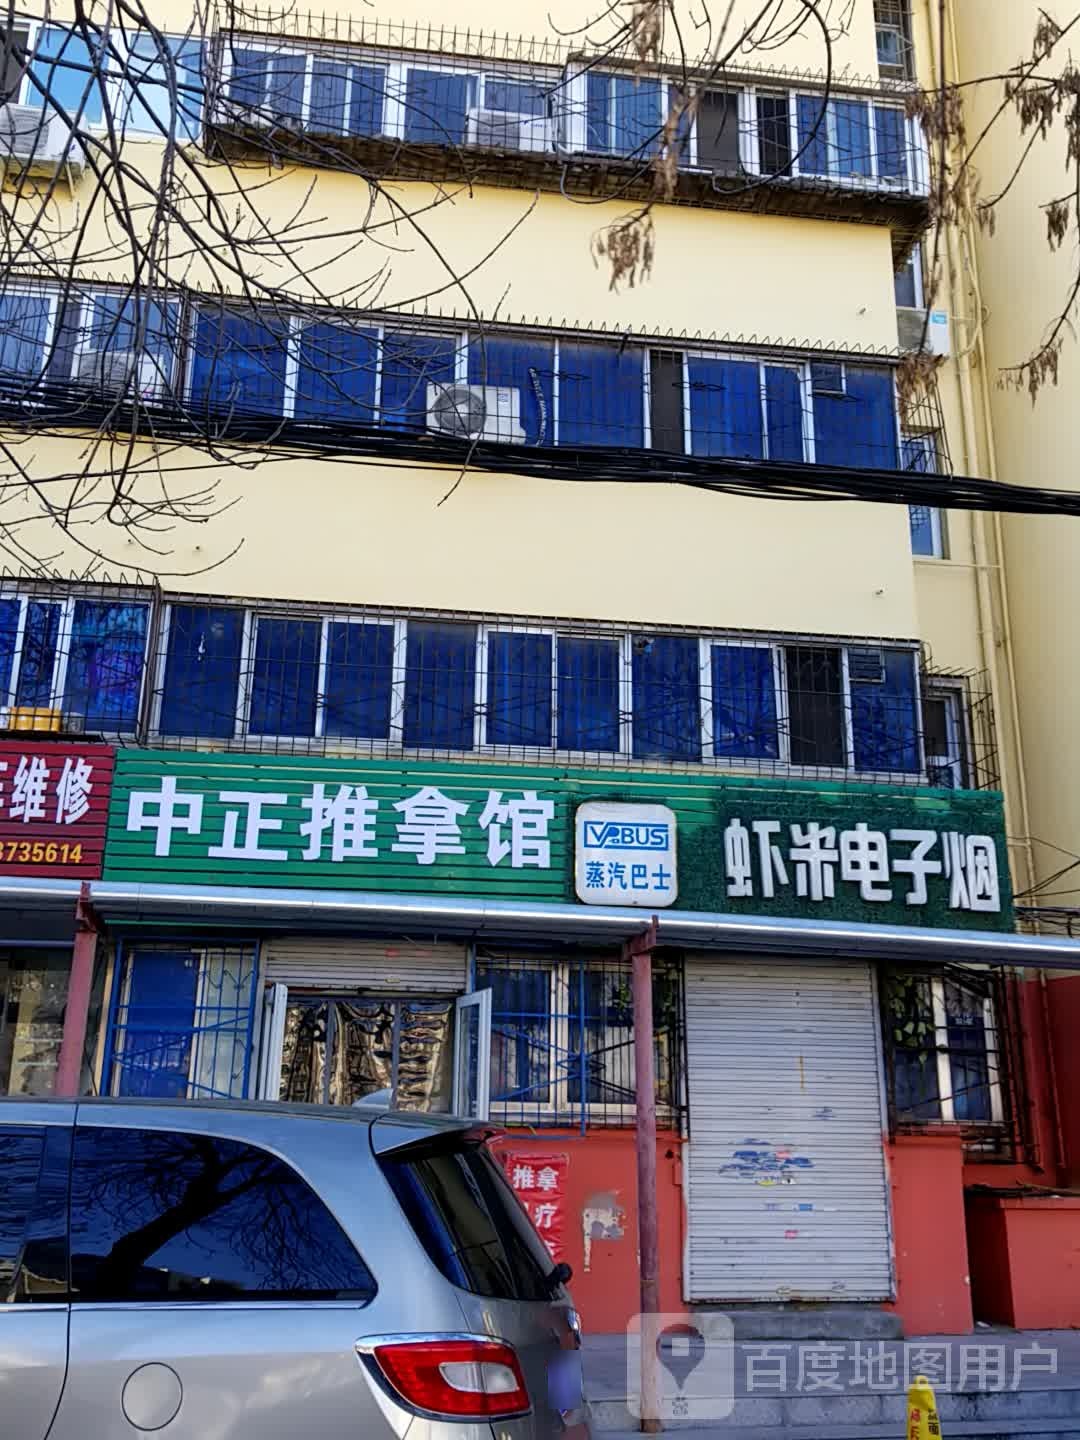 维修
3735614
中正推拿馆
VPBUS
蒸汽巴士
虾米电子烟
推拿
疗
百度地图用户